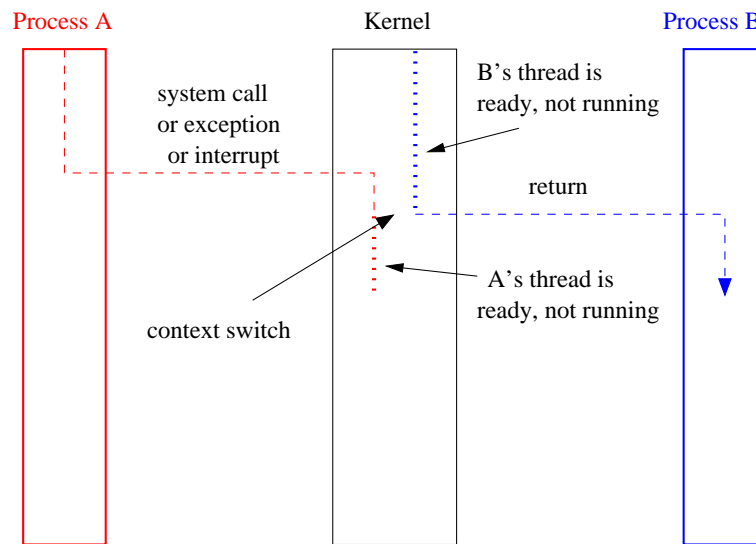 Process A
Kernel
Process B
system call
or exception
or interrupt
B's thread is
ready, not running
return
A's thread is
ready, not running
context switch